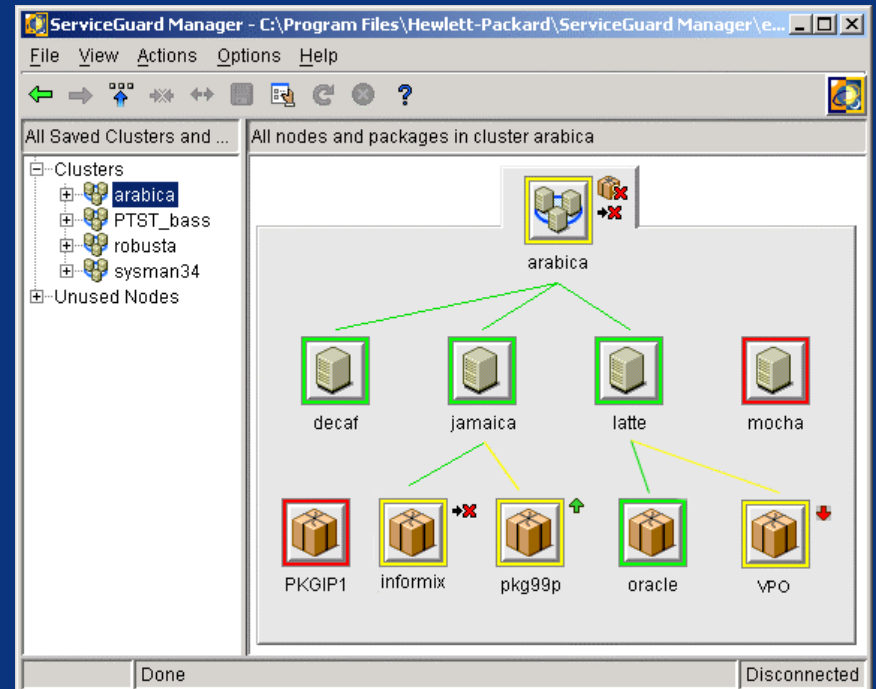 ServiceGuard Manager - C:\Program Files\Hewlett-Packard\ServiceGuard Manager\e...
File View Actions Options Help
?
All Saved Clusters and ...
All nodes and packages in cluster arabica
Clusters
arabica
PTST_bass
robusta
sysman34
Unused Nodes
arabica
decaf jamaica latte mocha
PKGIP1 informix pkg99p oracle VPO
Done
Disconnected